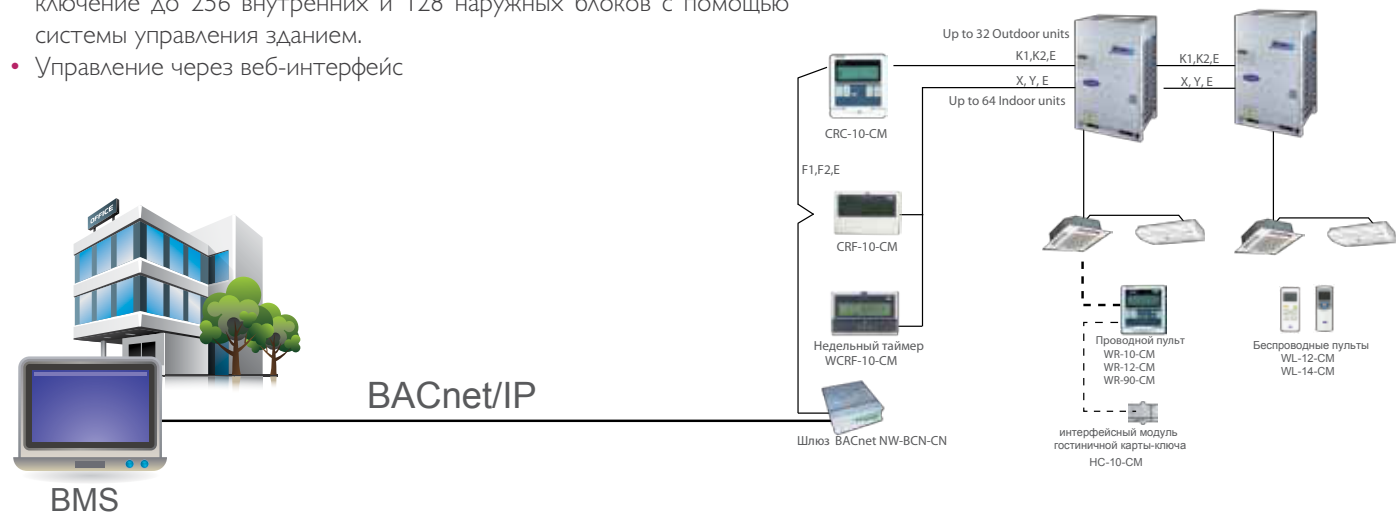 ключение до 256 внутренних и 128 наружных блоков с помощью
системы управления зданием.
• Управление через веб-интерфейс
Up to 32 Outdoor units
K1,K2,E
K1,K2,E
X, Y, E
X, Y, E
Up to 64 Indoor units
CRC-10-CM
F1,F2,E
CRF-10-CM
OFFICE
Недельный таймер
WCRF-10-CM
Проводной пульт
WR-10-CM
WR-12-CM
WR-90-CM
Беспроводные пульты
WL-12-CM
WL-14-CM
BACnet/IP
Шлюз BACnet NW-BCN-CN
интерфейсный модуль
гостиничной карты-ключа
HC-10-CM
BMS